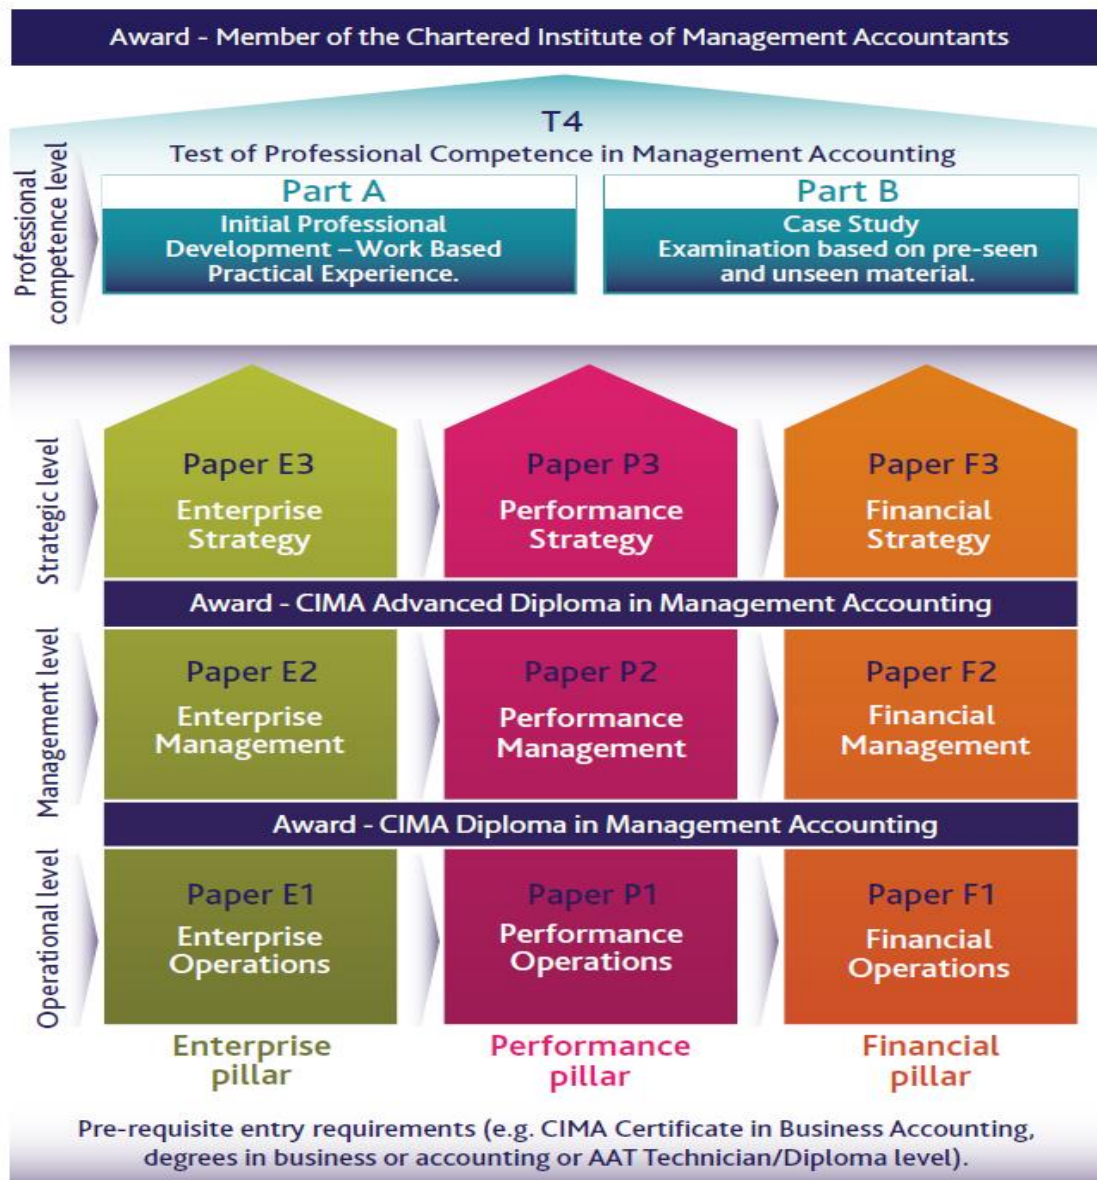 Award - Member of the Chartered Institute of Management Accountants
T4
Test of Professional Competence in Management Accounting
Professional
competence level
Part A
Initial Professional
Development – Work Based
Practical Experience.
Part B
Case Study
Examination based on pre-seen
and unseen material.
Strategic level
Paper E3
Enterprise
Strategy
Paper P3
Performance
Strategy
Paper F3
Financial
Strategy
Award - CIMA Advanced Diploma in Management Accounting
Management level
Paper E2
Enterprise
Management
Paper P2
Performance
Management
Paper F2
Financial
Management
Award - CIMA Diploma in Management Accounting
Operational level
Paper E1
Enterprise
Operations
Paper P1
Performance
Operations
Paper F1
Financial
Operations
Enterprise
pillar
Performance
pillar
Financial
pillar
Pre-requisite entry requirements (e.g. CIMA Certificate in Business Accounting,
degrees in business or accounting or AAT Technician/Diploma level).